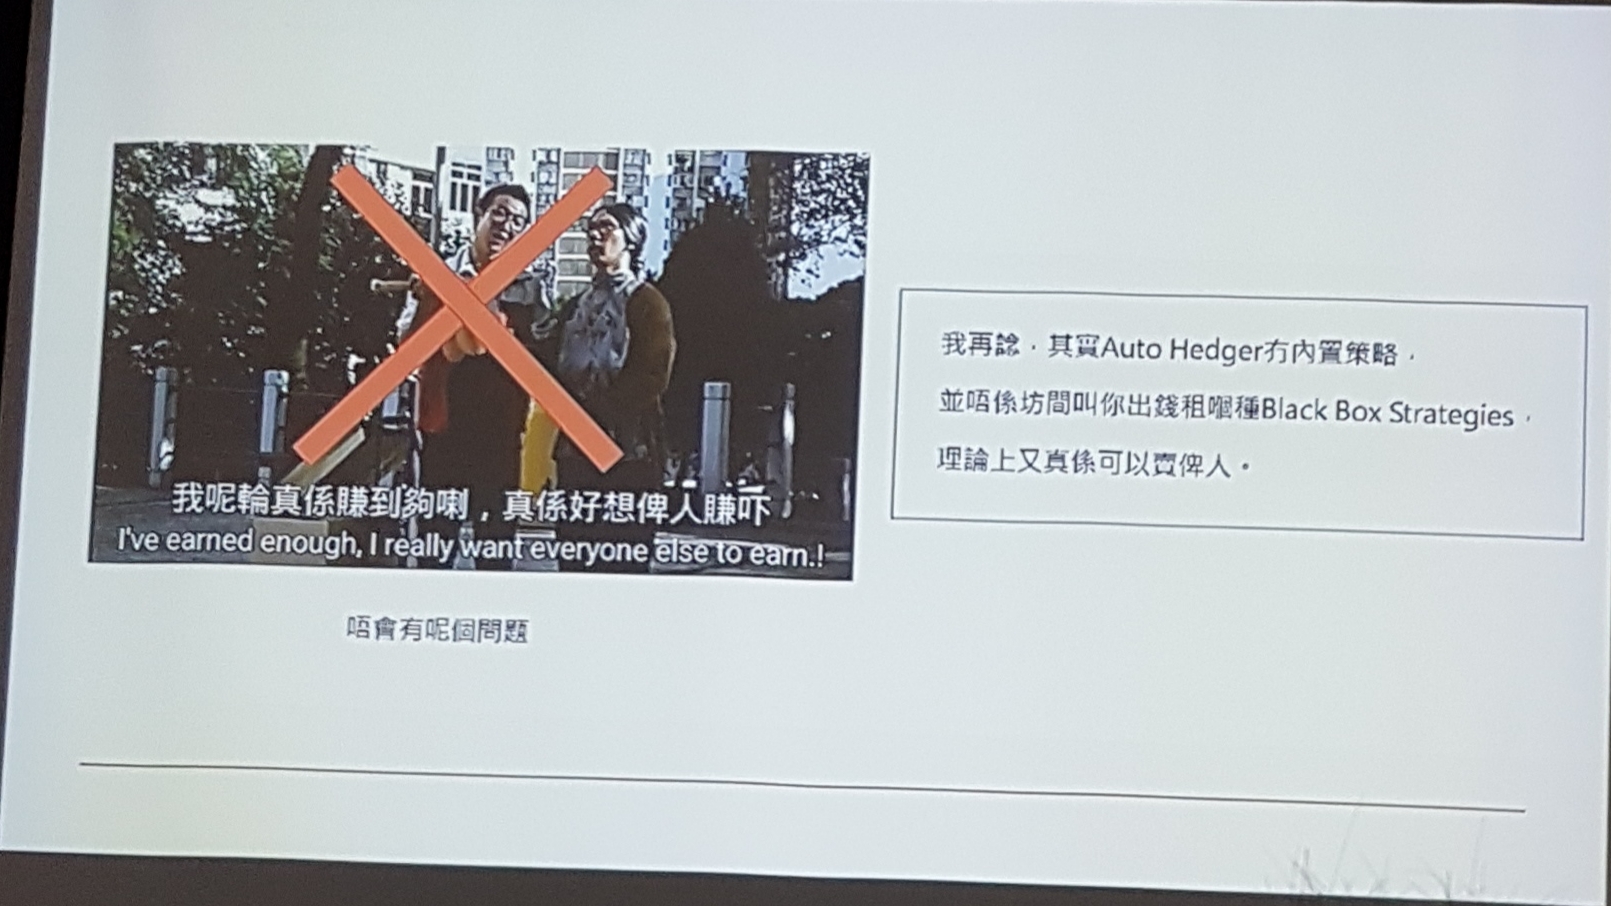 我呢輪真係賺到夠喇，真係好想俾人賺吓
I've earned enough, I really want everyone else to earn.!
唔會有呢個問題
我再諗，其實Auto Hedger冇內置策略，
並唔係坊間叫你出錢租嗰種Black Box Strategies，
理論上又真係可以賣俾人。